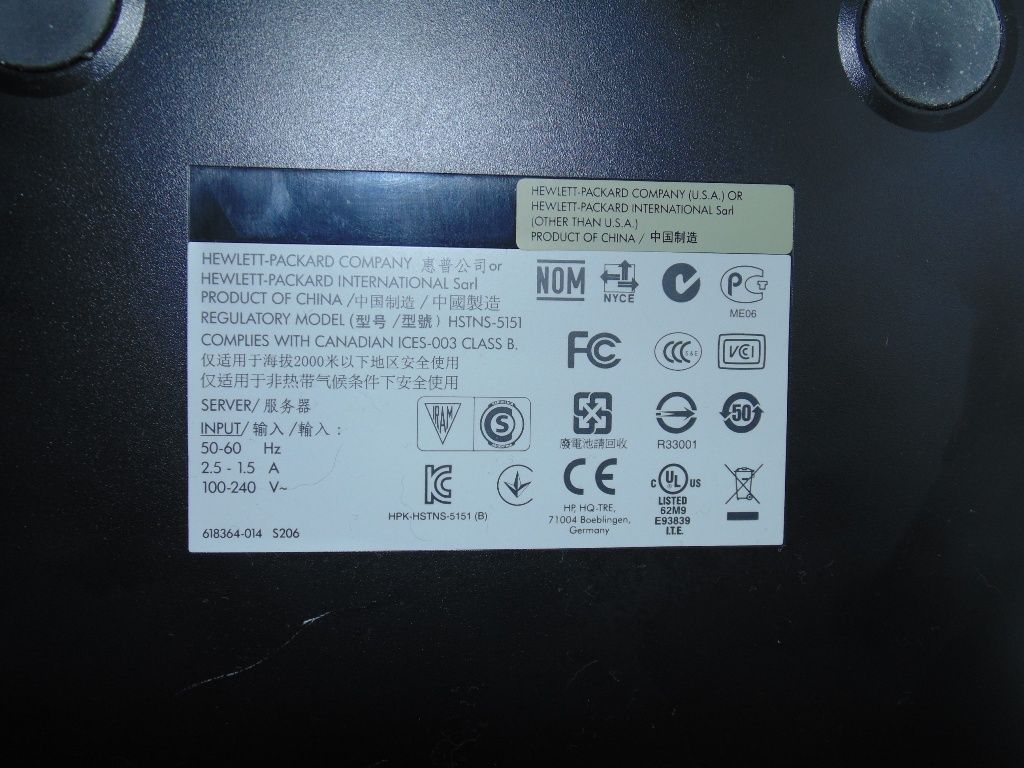 HEWLETT-PACKARD COMPANY (U.S.A.) OR
HEWLETT-PACKARD INTERNATIONAL Sarl
(OTHER THAN U.S.A.)
PRODUCT OF CHINA / 中国制造
HEWLETT-PACKARD COMPANY 惠普公司or
HEWLETT-PACKARD INTERNATIONAL Sarl
PRODUCT OF CHINA /中国制造 / 中國製造
REGULATORY MODEL (型号 /型號) HSTNS-5151
COMPLIES WITH CANADIAN ICES-003 CLASS B.
仅适用于海拔2000米以下地区安全使用
仅适用于非热带气候条件下安全使用
SERVER/ 服务器
INPUT/ 输入 /輸入 :
50-60 Hz
2.5 - 1.5 A
100-240 V~
618364-014 S206
NOM
NYCE
ME06
FC
CCC S&E
VCI
IRAM
S
廢電池請回收
R33001
50
KC
HPK-HSTNS-5151 (B)
CE
HP, HQ-TRE,
71004 Boeblingen,
Germany
C UL US
LISTED
62M9
E93839
I.T.E.